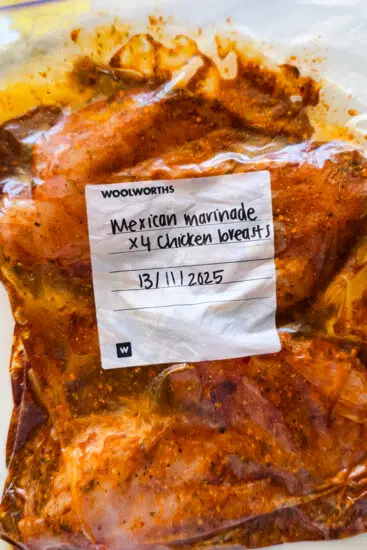 WOOLWORTHS
Mexican marinade
x4 Chicken breasts
13/11/2025
W